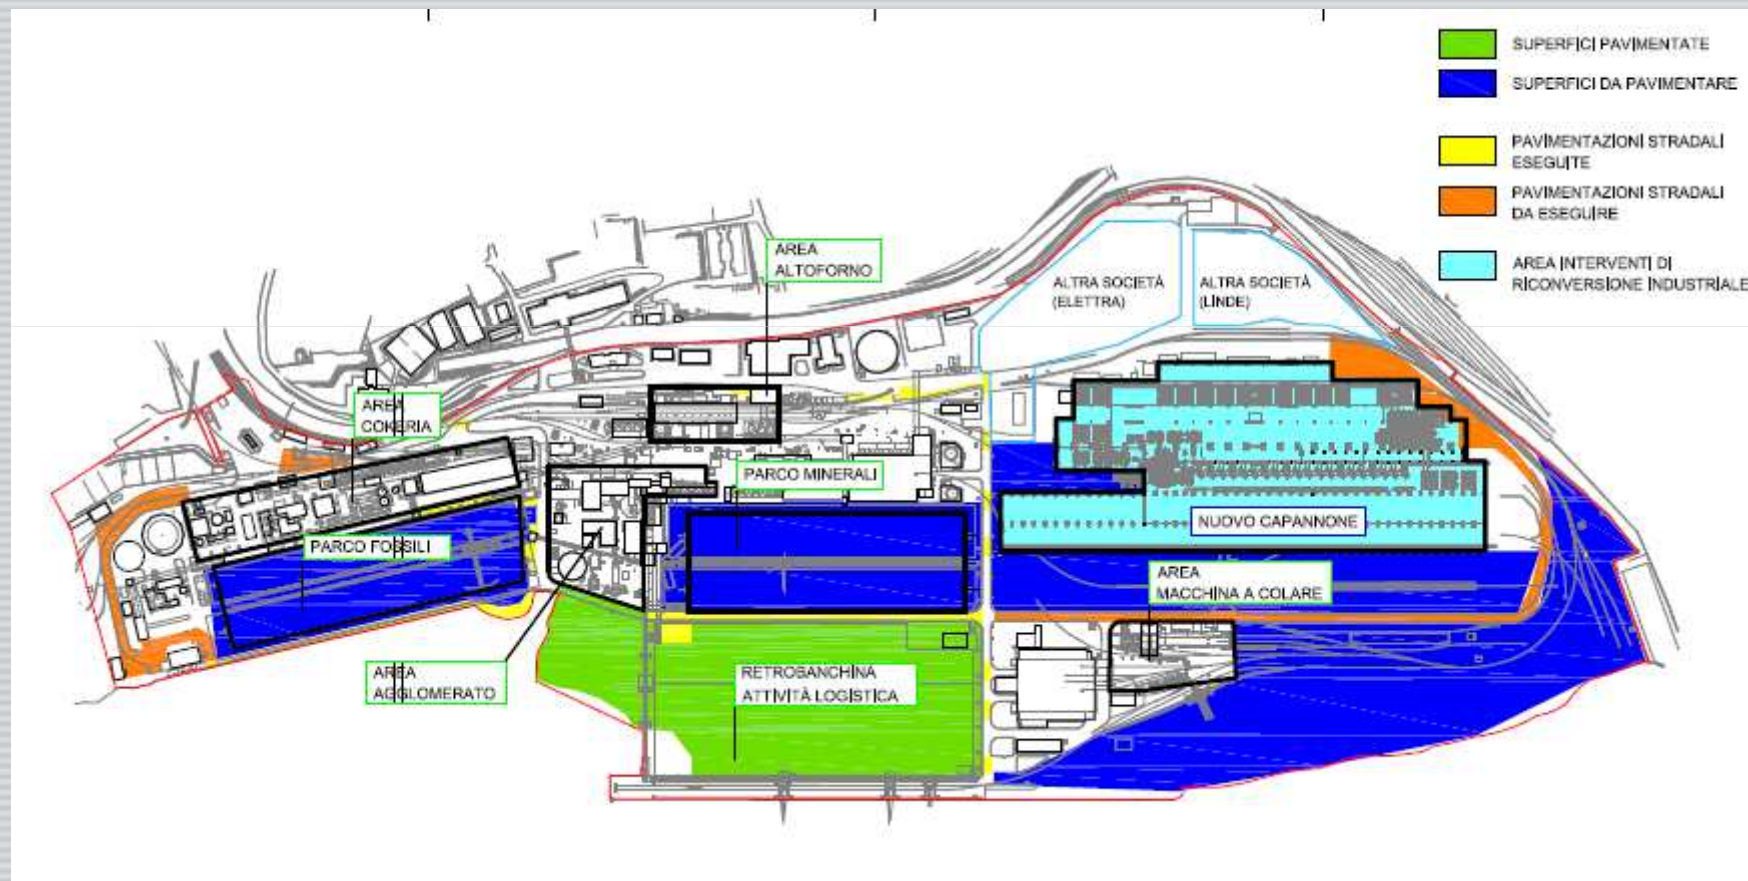 SUPERFICI PAVIMENTATE
SUPERFICI DA PAVIMENTARE
PAVIMENTAZIONI STRADALI
ESEGUITE
PAVIMENTAZIONI STRADALI
DA ESEGUIRE
AREA INTERVENTI DI
RICONVERSIONE INDUSTRIALE
AREA
ALTOFORNO
ALTRA SOCIETÀ
(ELETTRA)
ALTRA SOCIETÀ
(LINDE)
AREA
COKERIA
PARCO MINERALI
NUOVO CAPANNONE
PARCO FOSSILI
AREA
MACCHINA A COLARE
AREA
AGGLOMERATO
RETROBANCHINA
ATTIVITÀ LOGISTICA